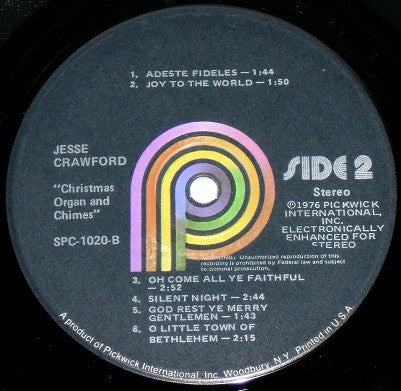 1. ADESTE FIDELES — 1:44
2. JOY TO THE WORLD — 1:50
JESSE
CRAWFORD
"Christmas
Organ and
Chimes"
SPC-1020-B
SIDE 2
Stereo
℗1976 PICKWICK
INTERNATIONAL,
INC.
ELECTRONICALLY
ENHANCED FOR
STEREO
WARNING: Unauthorized reproduction of this
recording is prohibited by Federal law and subject
to criminal prosecution.
3. OH COME ALL YE FAITHFUL
— 2:52
4. SILENT NIGHT — 2:44
5. GOD REST YE MERRY
GENTLEMEN — 1:43
6. O LITTLE TOWN OF
BETHLEHEM — 2:15
A product of Pickwick International, Inc. Woodbury, N.Y. Printed in U.S.A.